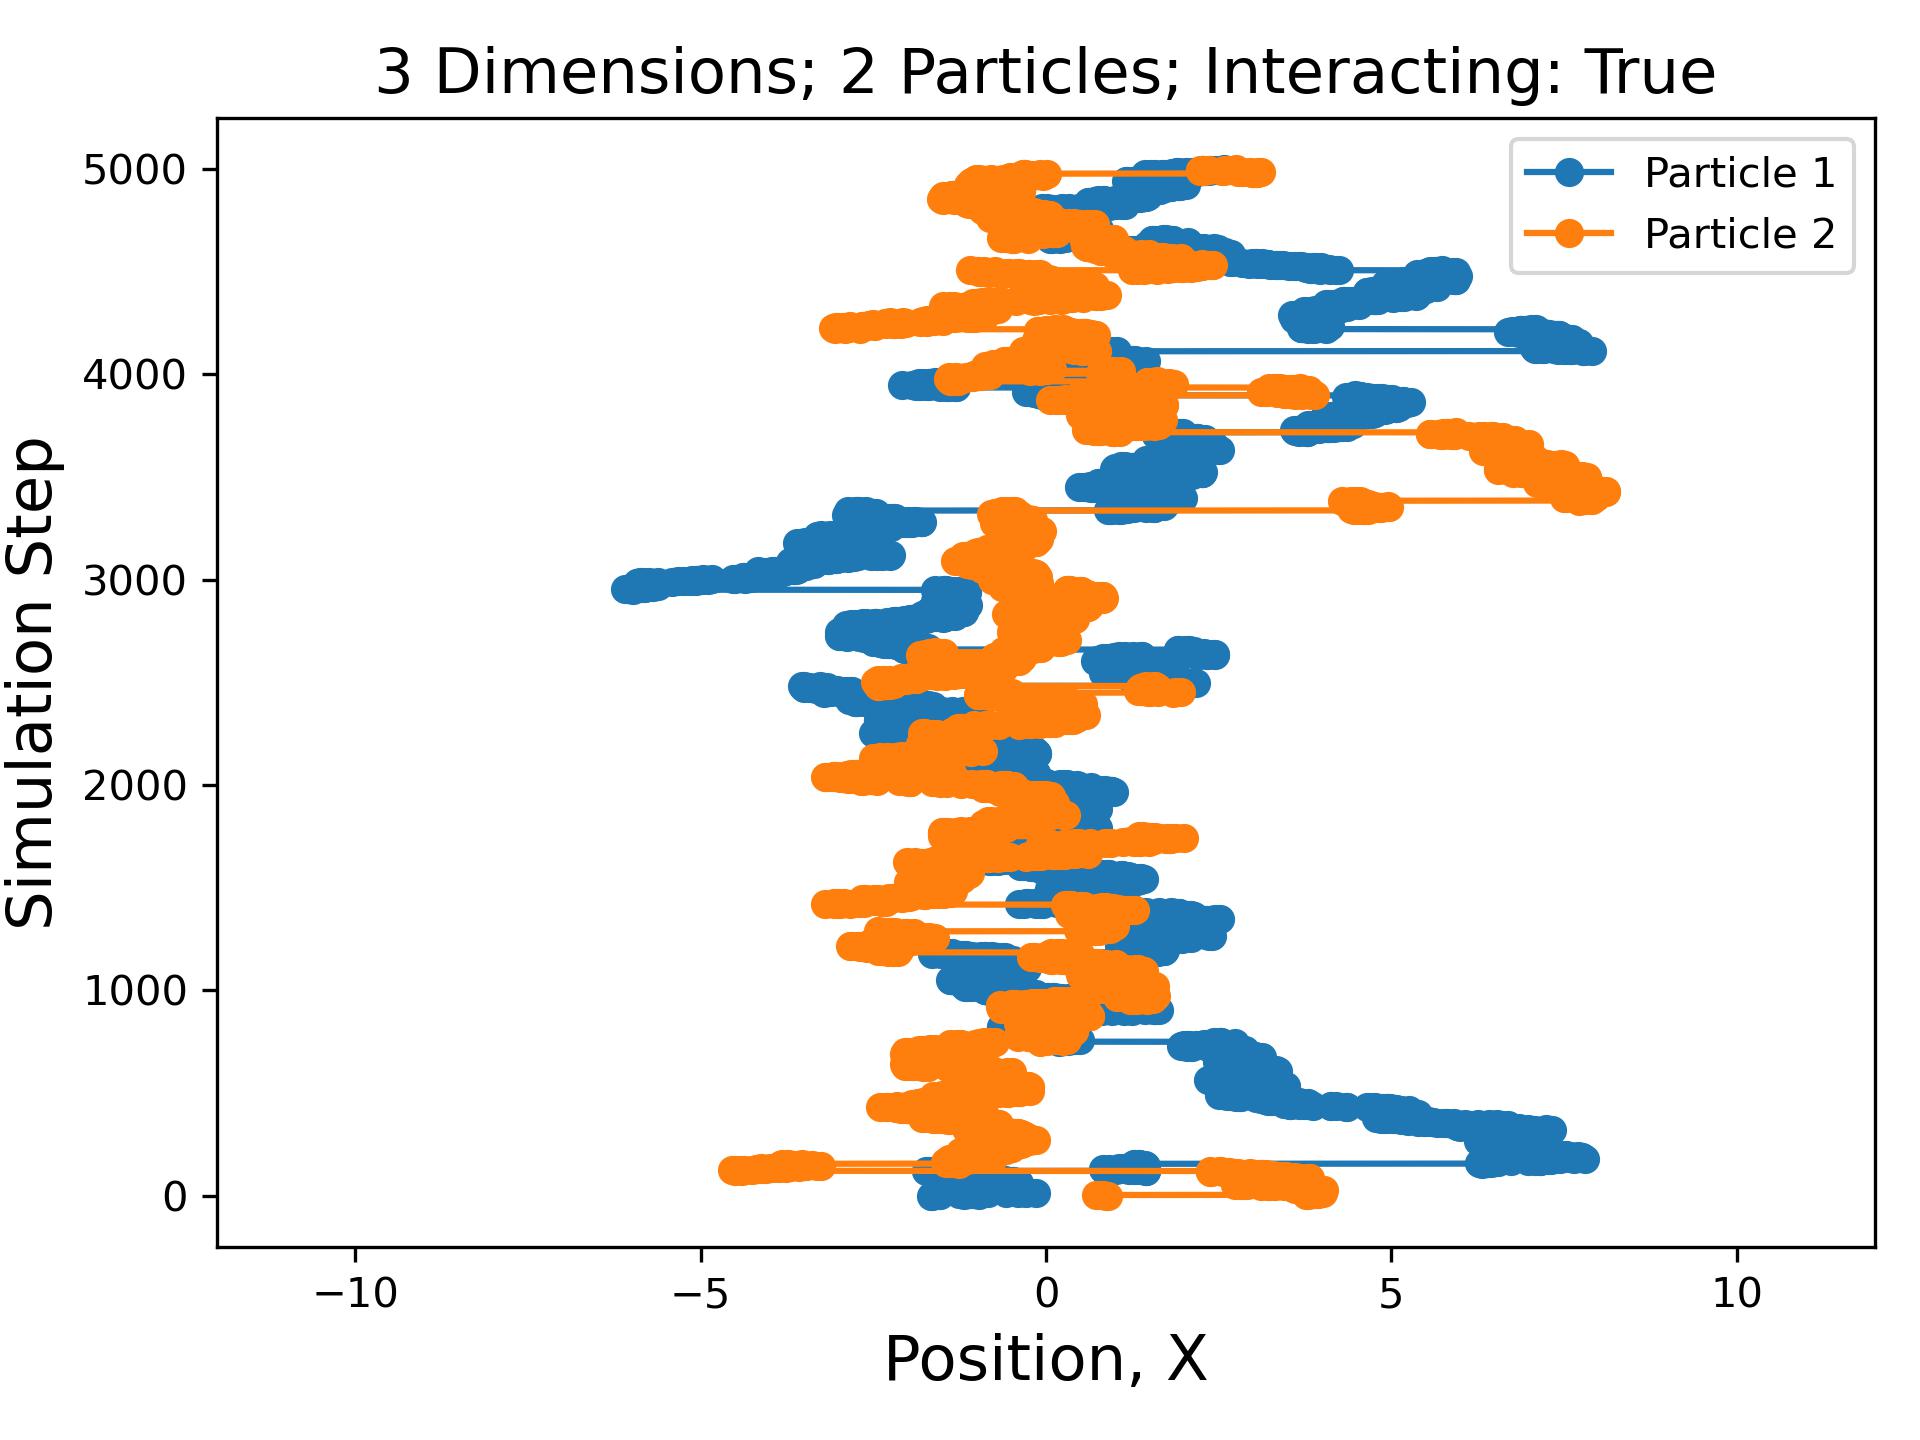 3 Dimensions; 2 Particles; Interacting: True
Particle 1
Particle 2
Simulation Step
5000
4000
3000
2000
1000
0
−10
−5
0
5
10
Position, X